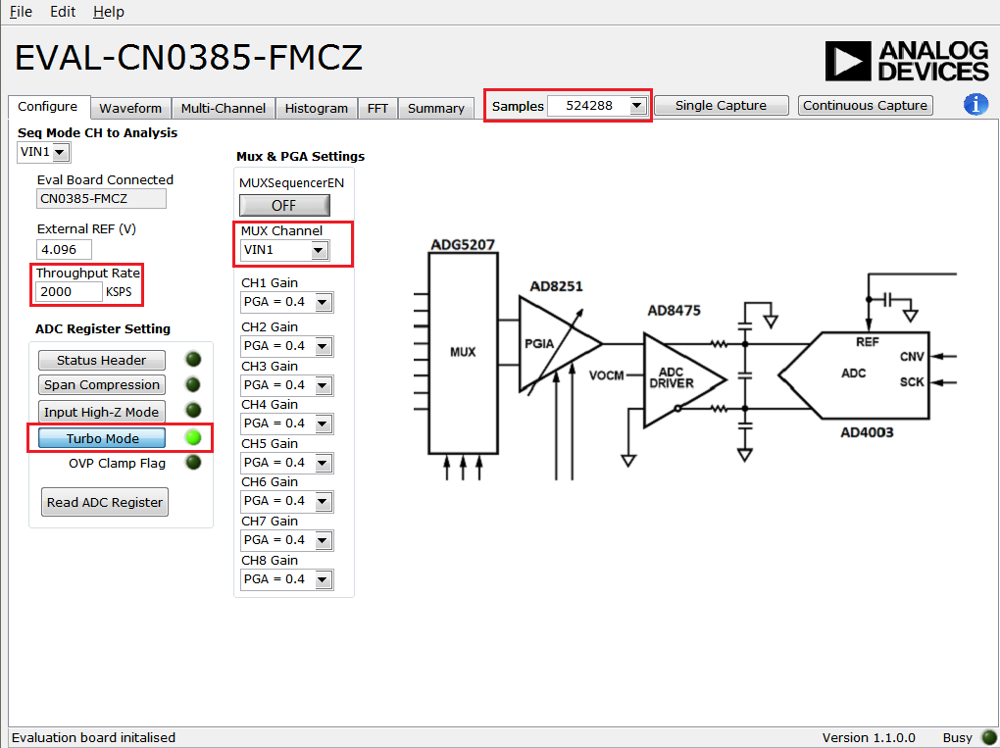 File Edit Help
EVAL-CN0385-FMCZ
ANALOG
DEVICES
Configure Waveform Multi-Channel Histogram FFT Summary Samples 524288 Single Capture Continuous Capture i
Seq Mode CH to Analysis
VIN1
Eval Board Connected
CN0385-FMCZ
External REF (V)
4.096
Throughput Rate
2000 KSPS
ADC Register Setting
Status Header
Span Compression
Input High-Z Mode
Turbo Mode
OVP Clamp Flag
Read ADC Register
Mux & PGA Settings
MUXSequencerEN
OFF
MUX Channel
VIN1
CH1 Gain
PGA = 0.4
CH2 Gain
PGA = 0.4
CH3 Gain
PGA = 0.4
CH4 Gain
PGA = 0.4
CH5 Gain
PGA = 0.4
CH6 Gain
PGA = 0.4
CH7 Gain
PGA = 0.4
CH8 Gain
PGA = 0.4
ADG5207
MUX
AD8251
PGIA
AD8475
VOCM
ADC
DRIVER
REF
CNV
ADC
SCK
AD4003
Evaluation board initalised Version 1.1.0.0 Busy